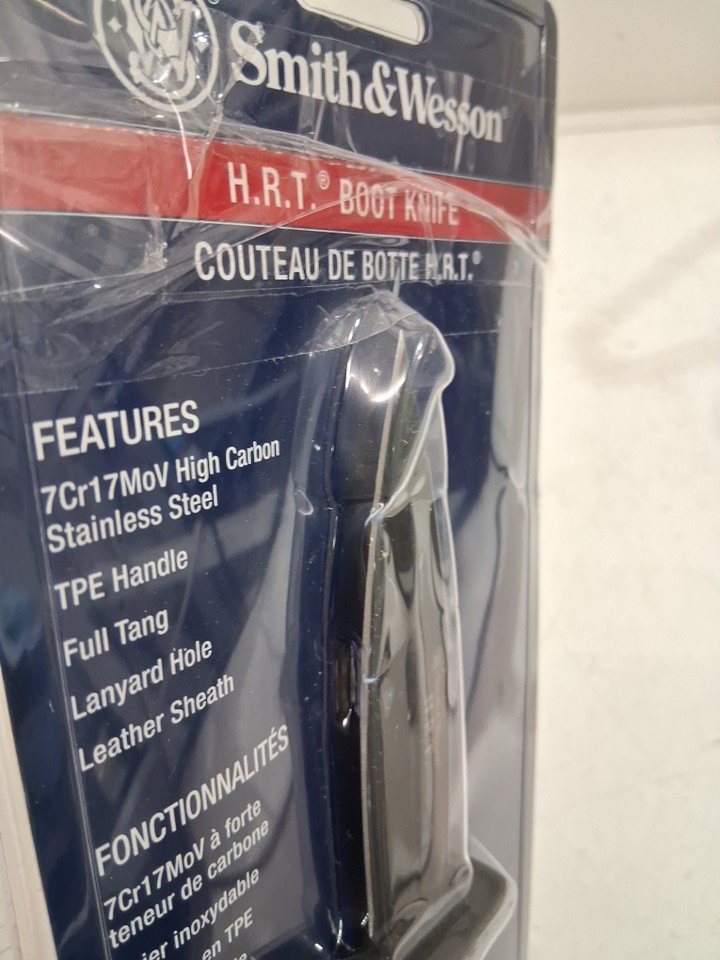 Smith&Wesson
H.R.T.® BOOT KNIFE
COUTEAU DE BOTTE H.R.T.®
FEATURES
7Cr17MoV High Carbon
Stainless Steel
TPE Handle
Full Tang
Lanyard Hole
Leather Sheath
FONCTIONNALITÉS
7Cr17MoV à forte
teneur de carbone
ier inoxydable
en TPE